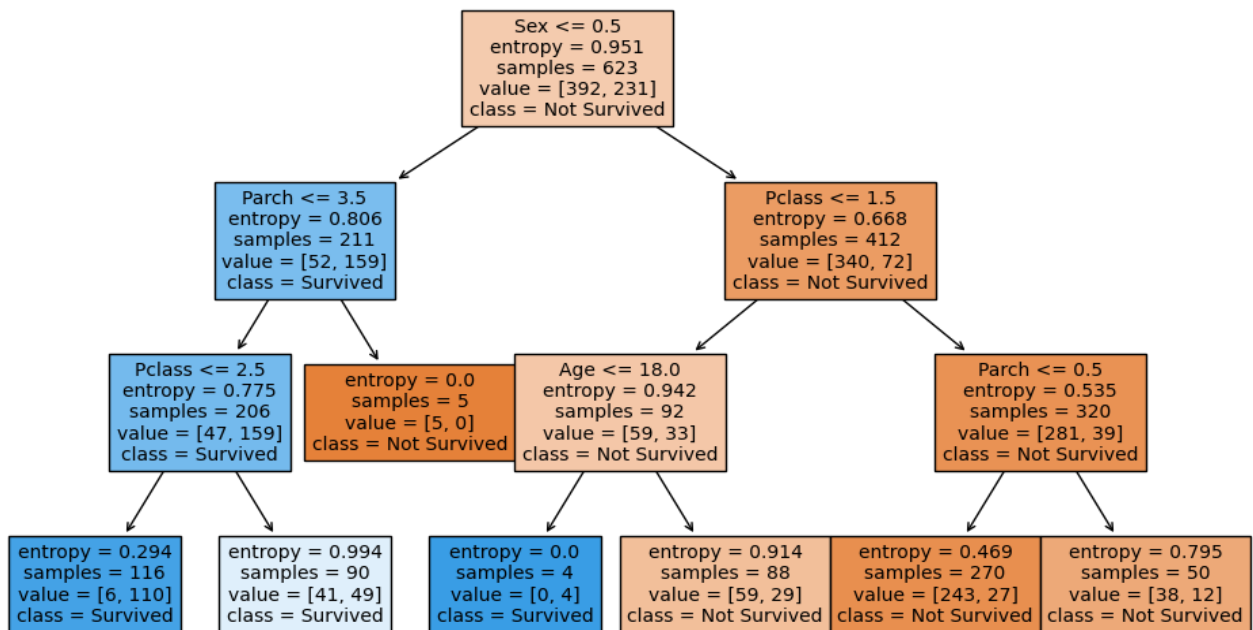 Sex <= 0.5
entropy = 0.951
samples = 623
value = [392, 231]
class = Not Survived
Parch <= 3.5
entropy = 0.806
samples = 211
value = [52, 159]
class = Survived
Pclass <= 1.5
entropy = 0.668
samples = 412
value = [340, 72]
class = Not Survived
Pclass <= 2.5
entropy = 0.775
samples = 206
value = [47, 159]
class = Survived
entropy = 0.0
samples = 5
value = [5, 0]
class = Not Survived
Age <= 18.0
entropy = 0.942
samples = 92
value = [59, 33]
class = Not Survived
Parch <= 0.5
entropy = 0.535
samples = 320
value = [281, 39]
class = Not Survived
entropy = 0.294
samples = 116
value = [6, 110]
class = Survived
entropy = 0.994
samples = 90
value = [41, 49]
class = Survived
entropy = 0.0
samples = 4
value = [0, 4]
class = Survived
entropy = 0.914
samples = 88
value = [59, 29]
class = Not Survived
entropy = 0.469
samples = 270
value = [243, 27]
class = Not Survived
entropy = 0.795
samples = 50
value = [38, 12]
class = Not Survived